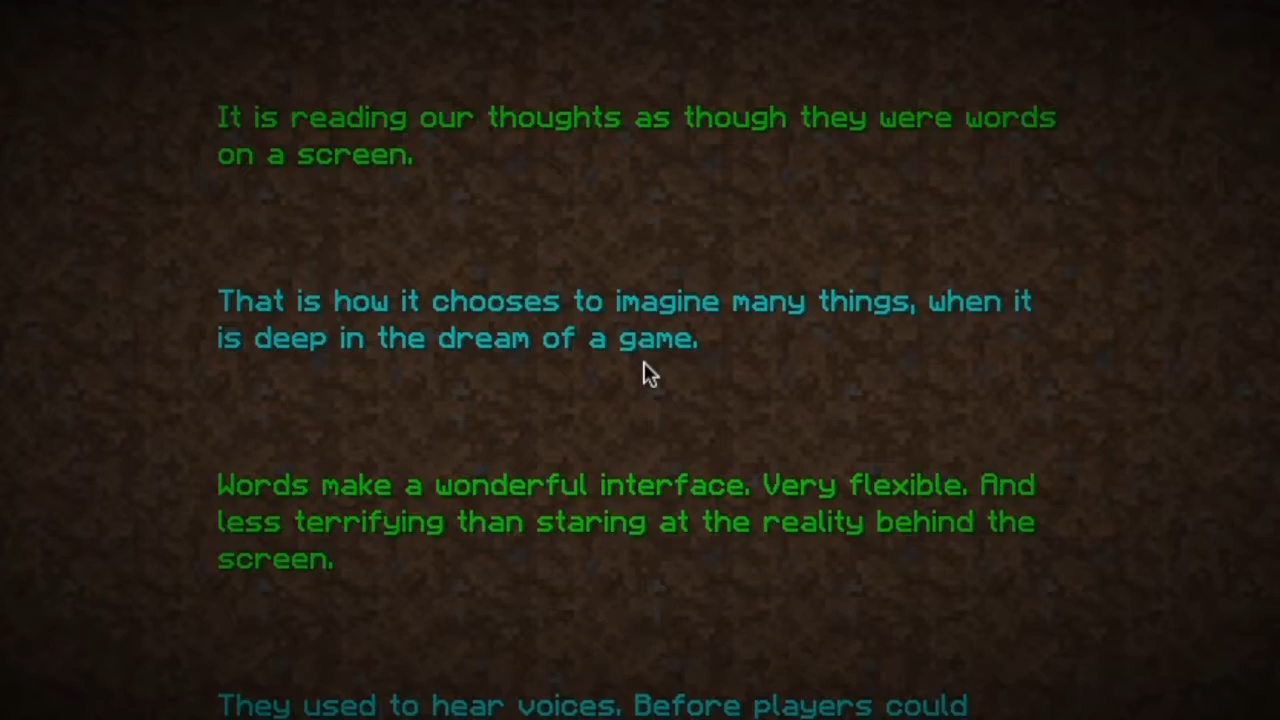 It is reading our thoughts as though they were words
on a screen.
That is how it chooses to imagine many things, when it
is deep in the dream of a game.
Words make a wonderful interface. Very flexible. And
less terrifying than staring at the reality behind the
screen.
They used to hear voices. Before players could